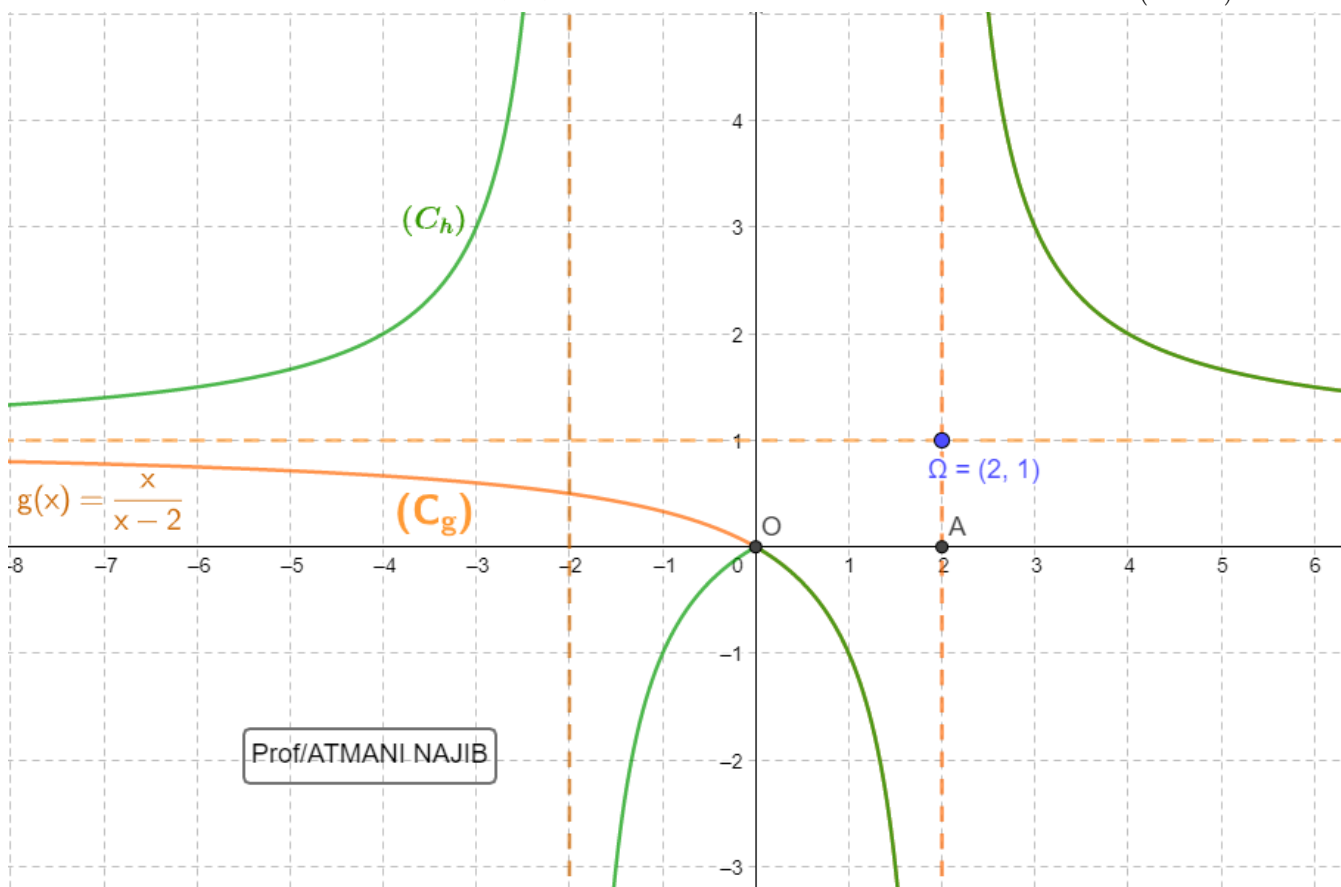 4
(C_h)
3
2
1
Ω = (2, 1)
g(x) = x/(x − 2)
(C_g)
O
A
-8 –7 –6 –5 –4 –3 –2 –1 0 1 2 3 4 5 6
–1
Prof/ATMANI NAJIB
–2
–3